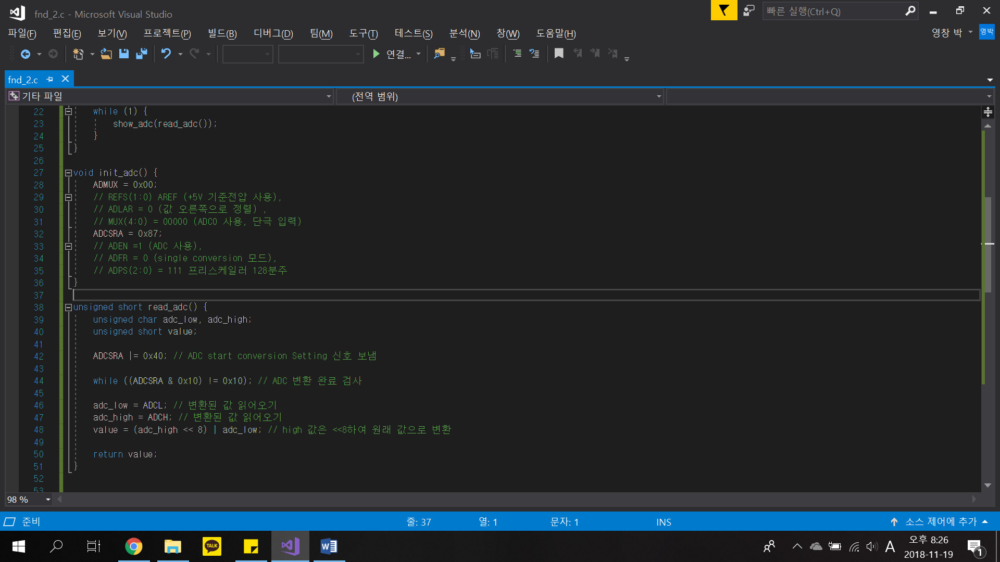 fnd_2.c - Microsoft Visual Studio
빠른 실행(Ctrl+Q)
파일(F) 편집(E) 보기(V) 프로젝트(P) 빌드(B) 디버그(D) 팀(M) 도구(T) 테스트(S) 분석(N) 창(W) 도움말(H)
영창 박 영박
연결...
fnd_2.c
기타 파일 (전역 범위)
22 while (1) {
23 show_adc(read_adc());
24 }
25 }
26
27 void init_adc() {
28 ADMUX = 0x00;
29 // REFS(1:0) AREF (+5V 기준전압 사용),
30 // ADLAR = 0 (값 오른쪽으로 정렬) ,
31 // MUX(4:0) = 00000 (ADC0 사용, 단극 입력)
32 ADCSRA = 0x87;
33 // ADEN =1 (ADC 사용),
34 // ADFR = 0 (single conversion 모드),
35 // ADPS(2:0) = 111 프리스케일러 128분주
36 }
37
38 unsigned short read_adc() {
39 unsigned char adc_low, adc_high;
40 unsigned short value;
41
42 ADCSRA |= 0x40; // ADC start conversion Setting 신호 보냄
43
44 while ((ADCSRA & 0x10) != 0x10); // ADC 변환 완료 검사
45
46 adc_low = ADCL; // 변환된 값 읽어오기
47 adc_high = ADCH; // 변환된 값 읽어오기
48 value = (adc_high << 8) | adc_low; // high 값은 <<8하여 원래 값으로 변환
49
50 return value;
51 }
52
53
98 %
준비 줄: 37 열: 1 문자: 1 INS 소스 제어에 추가
TALK
A
오후 8:26
2018-11-19
1